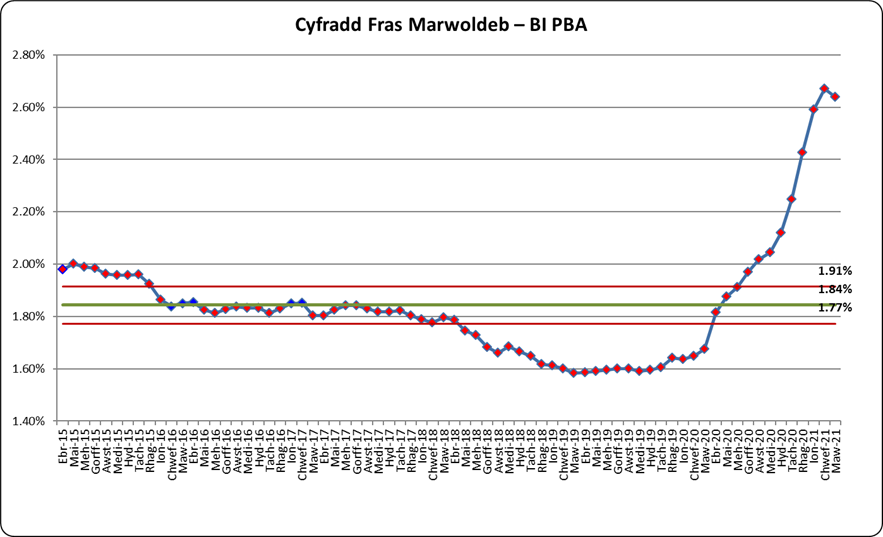 Cyfradd Fras Marwoldeb – BI PBA
2.80%
2.60%
2.40%
2.20%
2.00%
1.80%
1.60%
1.40%
1.91%
1.84%
1.77%
Ebr-15
Mai-15
Meh-15
Gorff-15
Awst-15
Medi-15
Hyd-15
Tach-15
Rhag-15
Ion-16
Chwef-16
Maw-16
Ebr-16
Mai-16
Meh-16
Gorff-16
Awst-16
Medi-16
Hyd-16
Tach-16
Rhag-16
Ion-17
Chwef-17
Maw-17
Ebr-17
Mai-17
Meh-17
Gorff-17
Awst-17
Medi-17
Hyd-17
Tach-17
Rhag-17
Ion-18
Chwef-18
Maw-18
Ebr-18
Mai-18
Meh-18
Gorff-18
Awst-18
Medi-18
Hyd-18
Tach-18
Rhag-18
Ion-19
Chwef-19
Maw-19
Ebr-19
Mai-19
Meh-19
Gorff-19
Awst-19
Medi-19
Hyd-19
Tach-19
Rhag-19
Ion-20
Chwef-20
Maw-20
Ebr-20
Mai-20
Meh-20
Gorff-20
Awst-20
Medi-20
Hyd-20
Tach-20
Rhag-20
Ion-21
Chwef-21
Maw-21